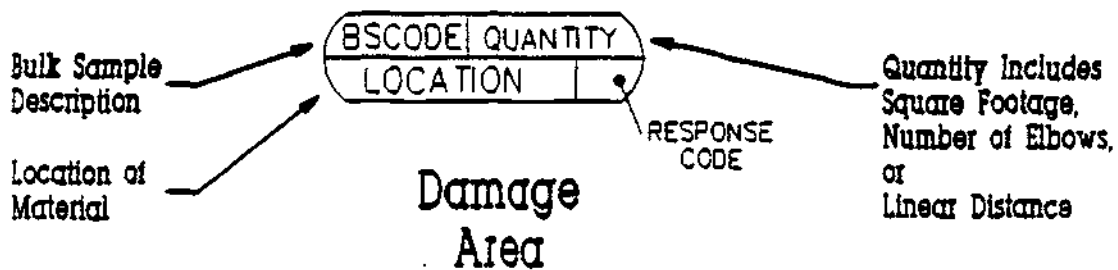 BSCODE QUANTITY
LOCATION
Bulk Sample
Description
Location of
Material
RESPONSE
CODE
Quantity Includes
Square Footage,
Number of Elbows,
or
Linear Distance
Damage
Area